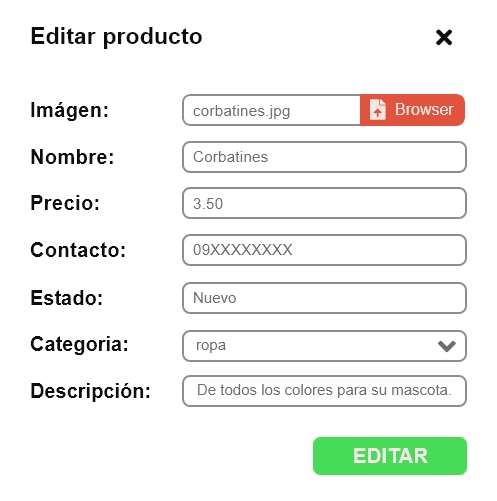 Editar producto
Imágen: corbatines.jpg Browser
Nombre: Corbatines
Precio: 3.50
Contacto: 09XXXXXXXX
Estado: Nuevo
Categoria: ropa
Descripción: De todos los colores para su mascota.
EDITAR